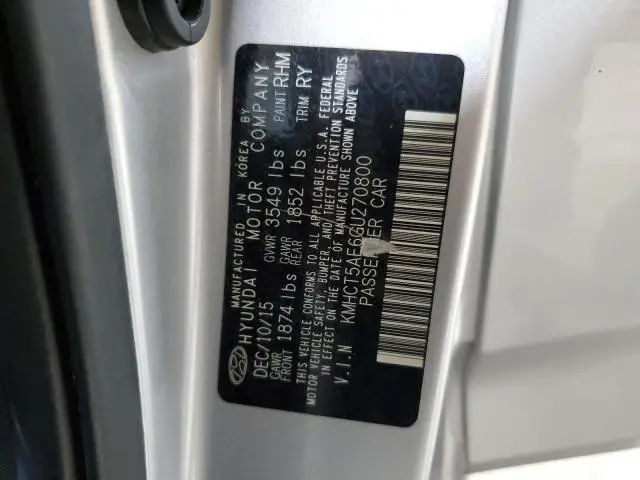 MANUFACTURED IN KOREA BY
HYUNDAI MOTOR COMPANY
DEC/10/15 GVWR 3549 lbs PAINT RHM
GAWR FRONT 1874 lbs GAWR REAR 1852 lbs TRIM RY
THIS VEHICLE CONFORMS TO ALL APPLICABLE U.S.A. FEDERAL
MOTOR VEHICLE SAFETY, BUMPER, AND THEFT PREVENTION STANDARDS
IN EFFECT ON THE DATE OF MANUFACTURE SHOWN ABOVE
V.I.N KMHCT5AE6GU270800
PASSENGER CAR